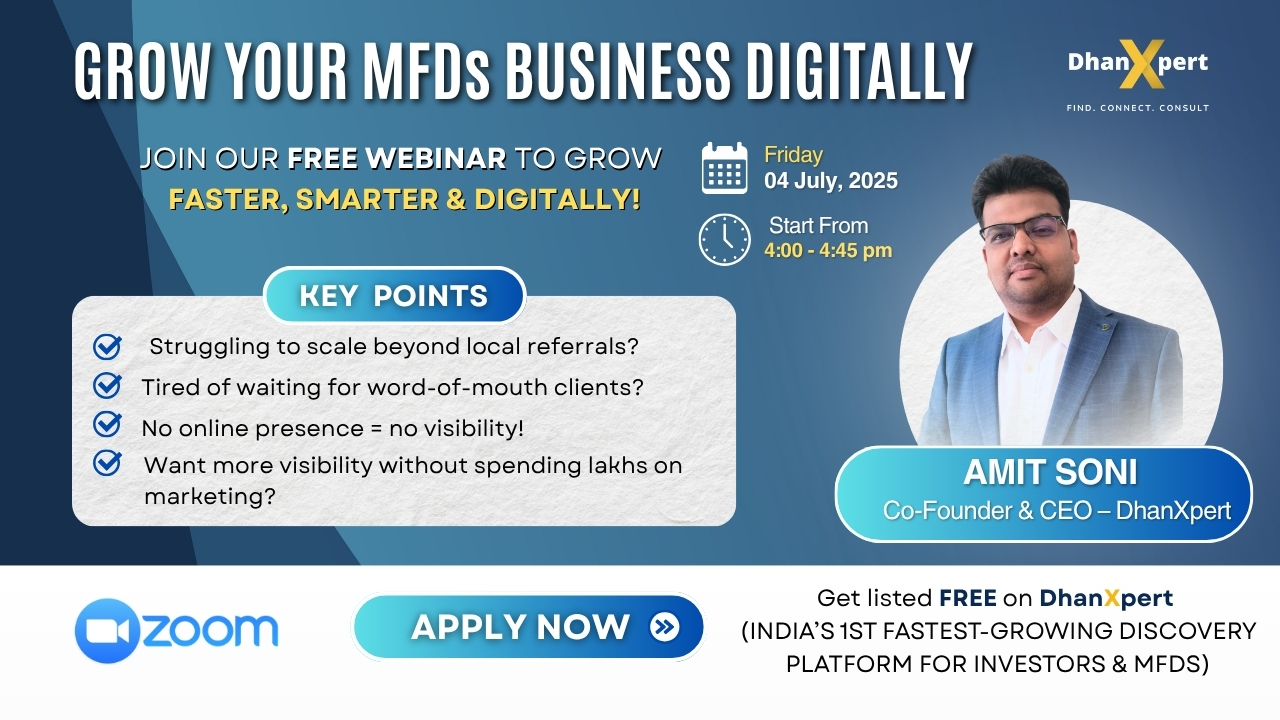 GROW YOUR MFDs BUSINESS DIGITALLY
DhanXpert
FIND. CONNECT. CONSULT
JOIN OUR FREE WEBINAR TO GROW
FASTER, SMARTER & DIGITALLY!
Friday
04 July, 2025
Start From
4:00 - 4:45 pm
KEY POINTS
Struggling to scale beyond local referrals?
Tired of waiting for word-of-mouth clients?
No online presence = no visibility!
Want more visibility without spending lakhs on
marketing?
AMIT SONI
Co-Founder & CEO – DhanXpert
zoom
APPLY NOW
Get listed FREE on DhanXpert
(INDIA'S 1ST FASTEST-GROWING DISCOVERY
PLATFORM FOR INVESTORS & MFDS)